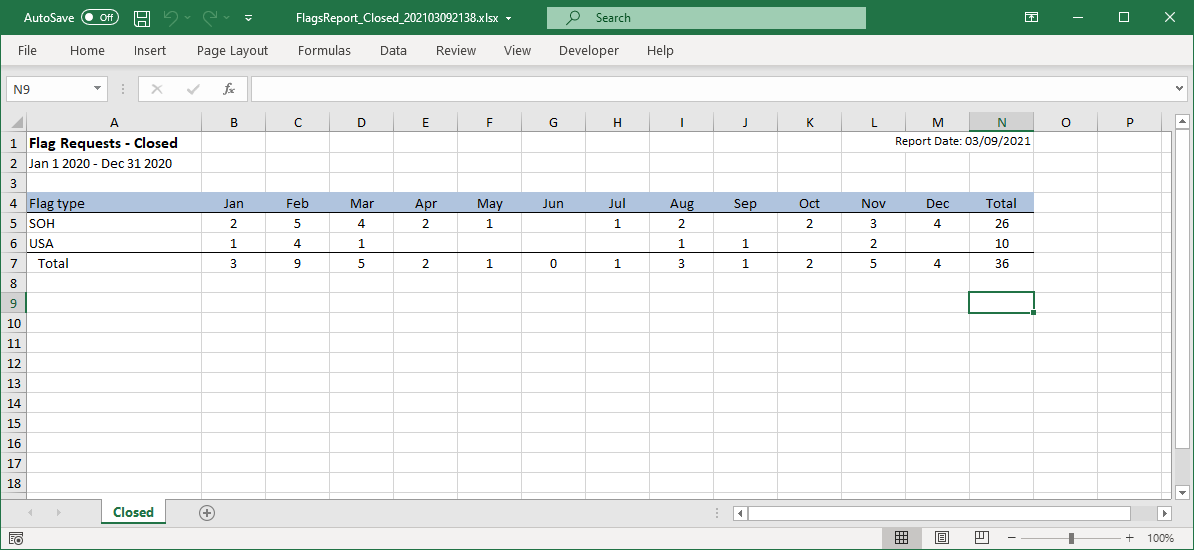 AutoSave Off FlagsReport_Closed_202103092138.xlsx Search
File Home Insert Page Layout Formulas Data Review View Developer Help
N9 fx
A B C D E F G H I J K L M N O P
1 Flag Requests - Closed Report Date: 03/09/2021
2 Jan 1 2020 - Dec 31 2020
3
4 Flag type Jan Feb Mar Apr May Jun Jul Aug Sep Oct Nov Dec Total
5 SOH 2 5 4 2 1 1 2 2 3 4 26
6 USA 1 4 1 1 1 2 10
7 Total 3 9 5 2 1 0 1 3 1 2 5 4 36
8
9
10
11
12
13
14
15
16
17
18
Closed
100%